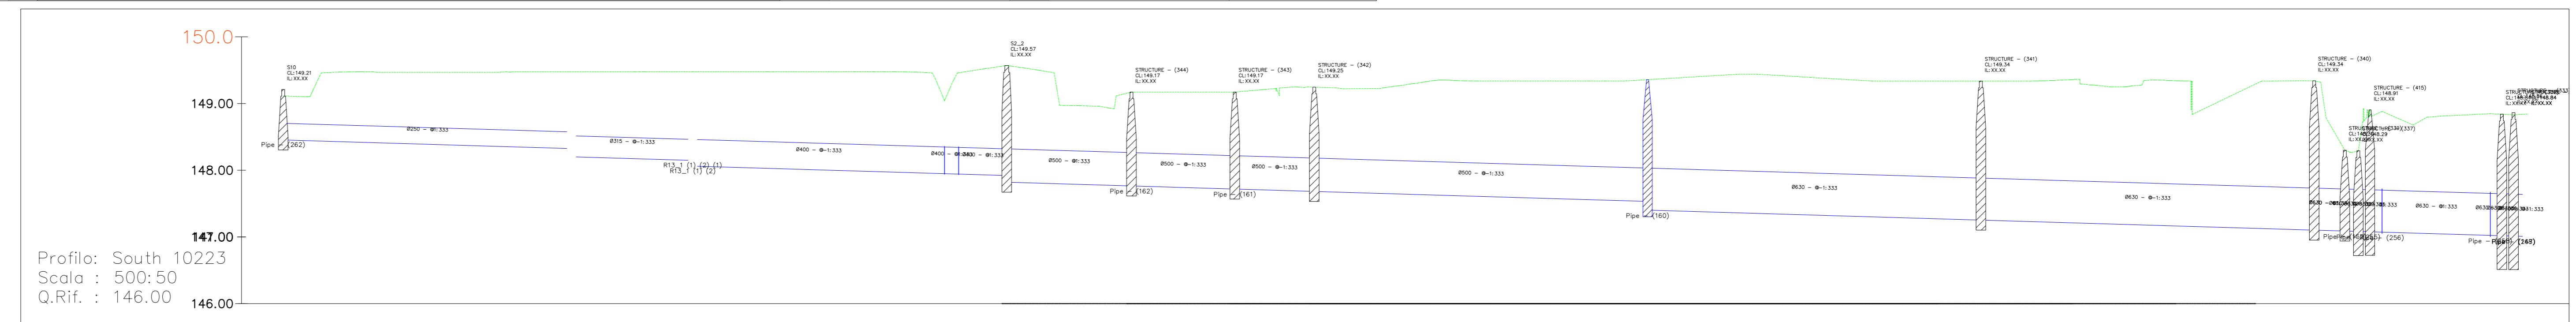 150.0
149.00
148.00
147.00
146.00
Profilo: South 10223
Scala : 500:50
Q.Rif. : 146.00
S10
CL:149.21
IL:XX.XX
Pipe - (262)
Ø250 - @-1:333
Ø315 - @-1:333
R13_1 (1) (2) (1)
R13_1 (1) (2)
Ø400 - @-1:333
S2_2
CL:149.57
IL:XX.XX
Ø500 - @1:333
STRUCTURE - (344)
CL:149.17
IL:XX.XX
Pipe - (162)
Ø500 - @-1:333
STRUCTURE - (343)
CL:149.17
IL:XX.XX
Pipe - (161)
Ø500 - @-1:333
STRUCTURE - (342)
CL:149.25
IL:XX.XX
Ø500 - @-1:333
Pipe - (160)
Ø630 - @-1:333
STRUCTURE - (341)
CL:149.34
IL:XX.XX
Ø630 - @-1:333
STRUCTURE - (340)
CL:149.34
IL:XX.XX
STRUCTURE - (415)
CL:148.91
IL:XX.XX
Ø630 - @1:333